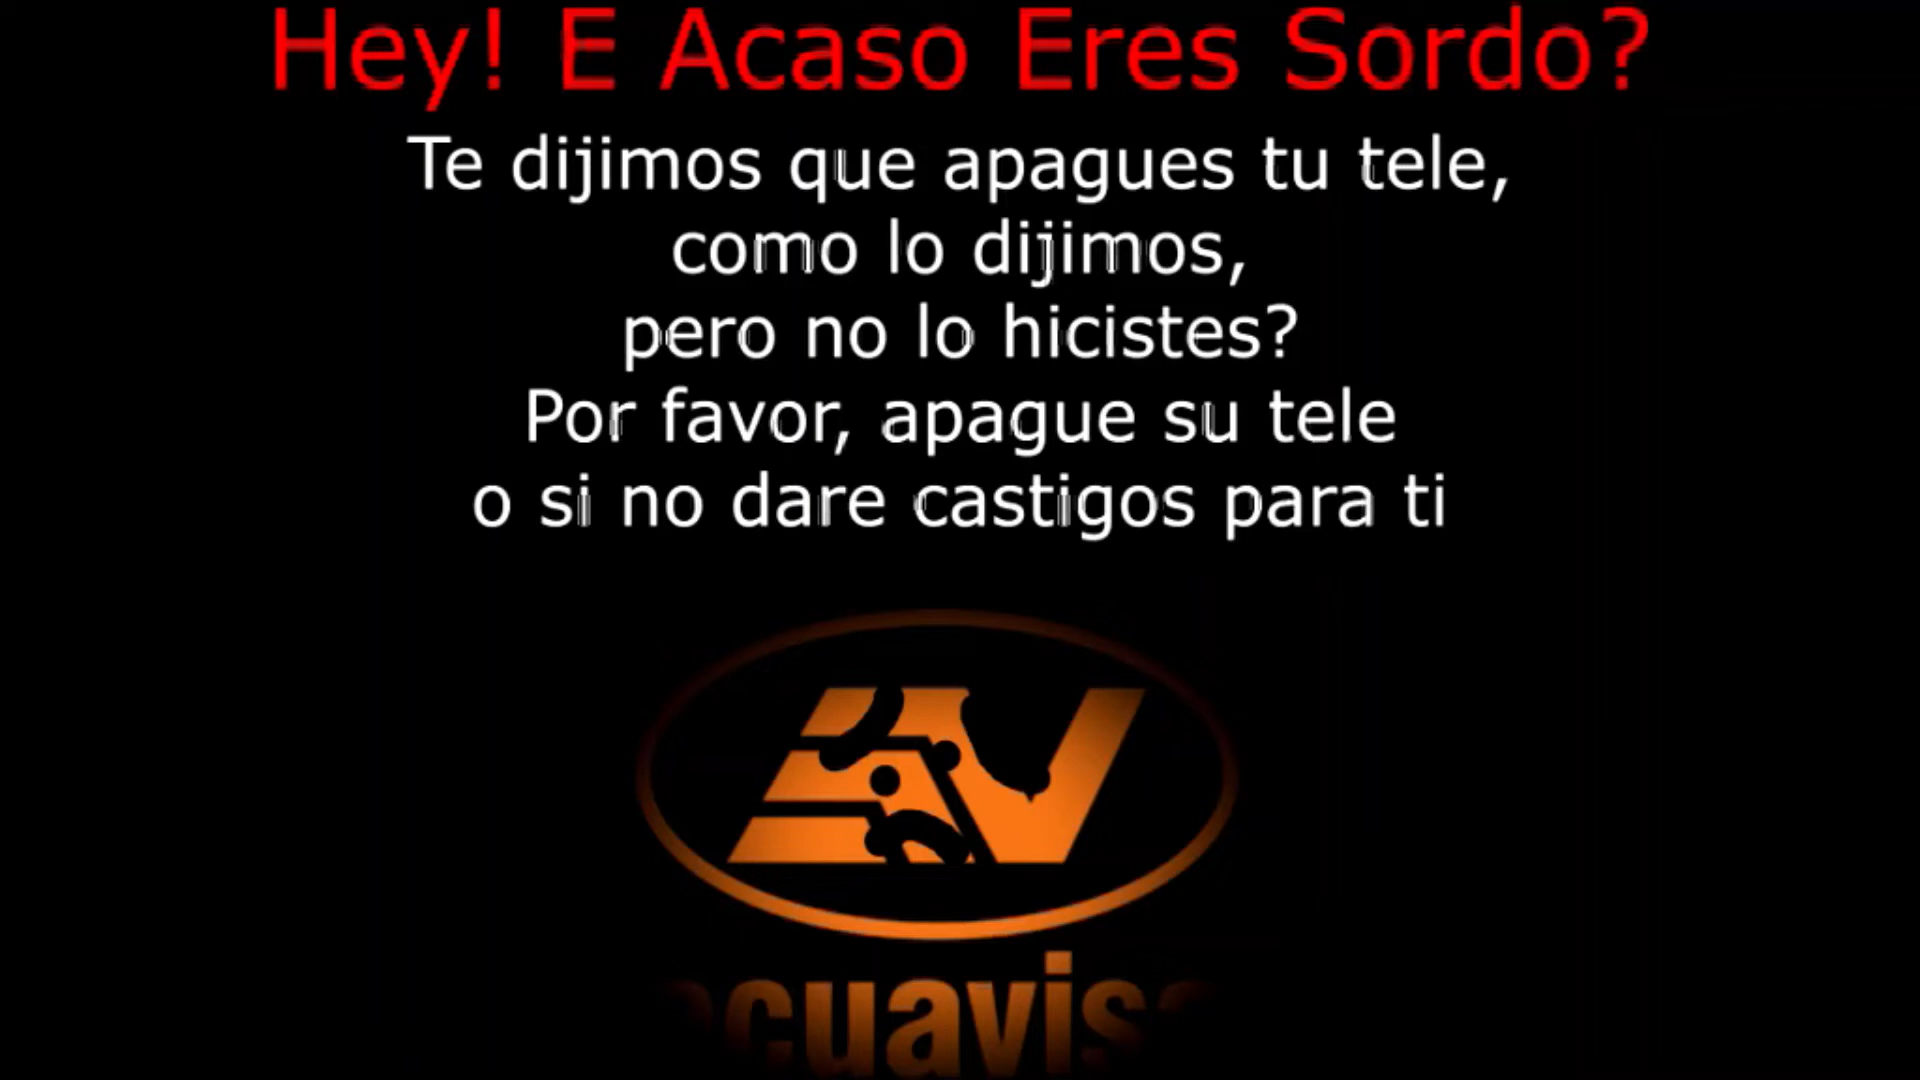 Hey! E Acaso Eres Sordo?
Te dijimos que apagues tu tele,
como lo dijimos,
pero no lo hicistes?
Por favor, apague su tele
o si no dare castigos para ti
ecuavisa